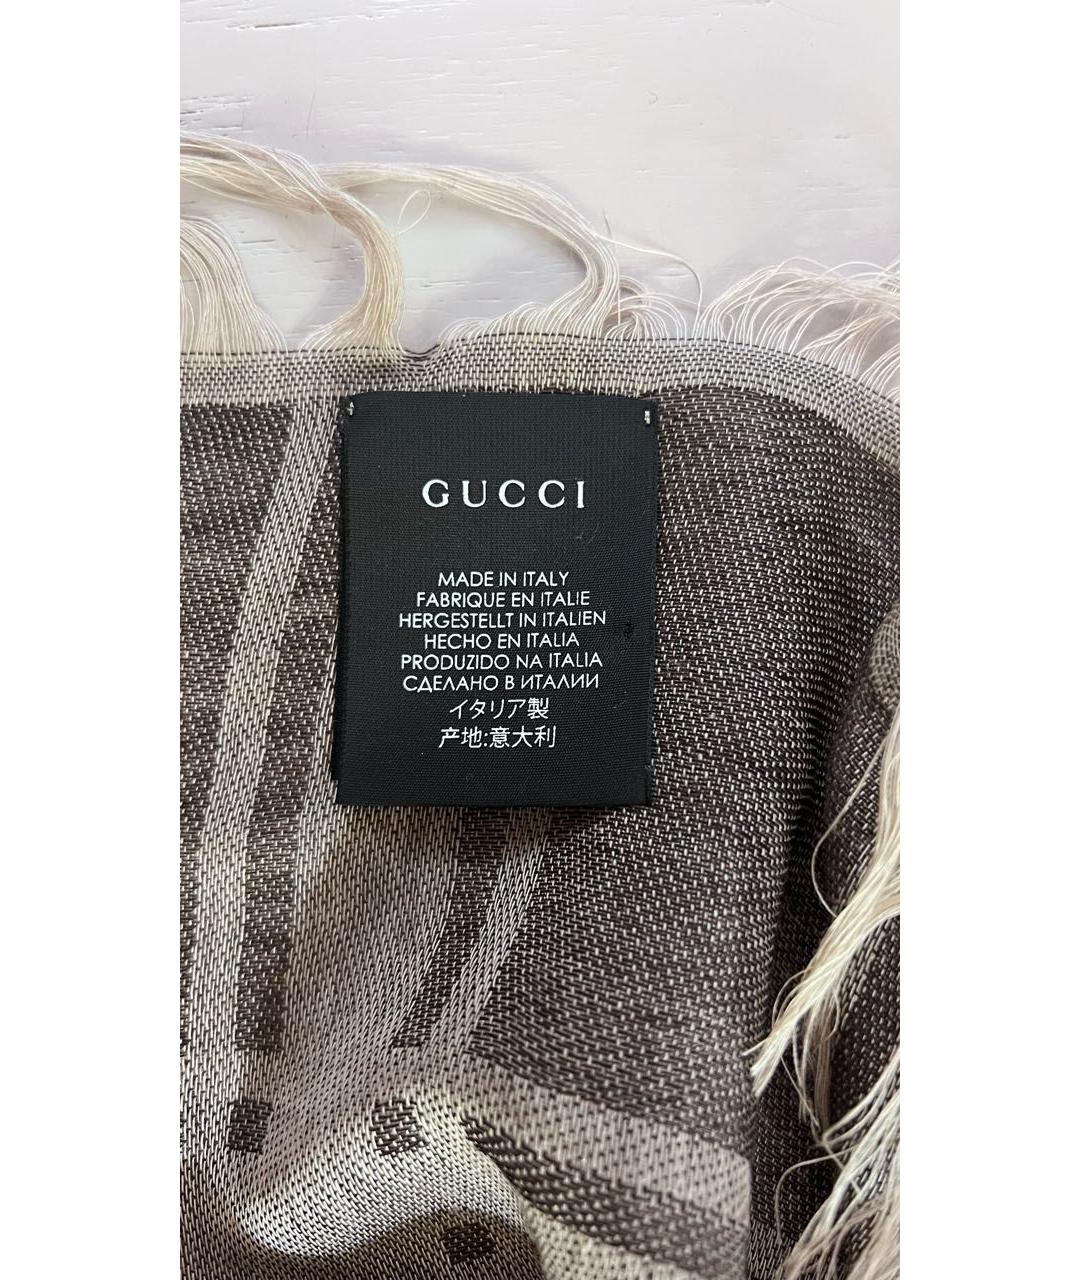 GUCCI
MADE IN ITALY
FABRIQUE EN ITALIE
HERGESTELLT IN ITALIEN
HECHO EN ITALIA
PRODUZIDO NA ITALIA
СДЕЛАНО В ИТАЛИИ
イタリア製
产地:意大利